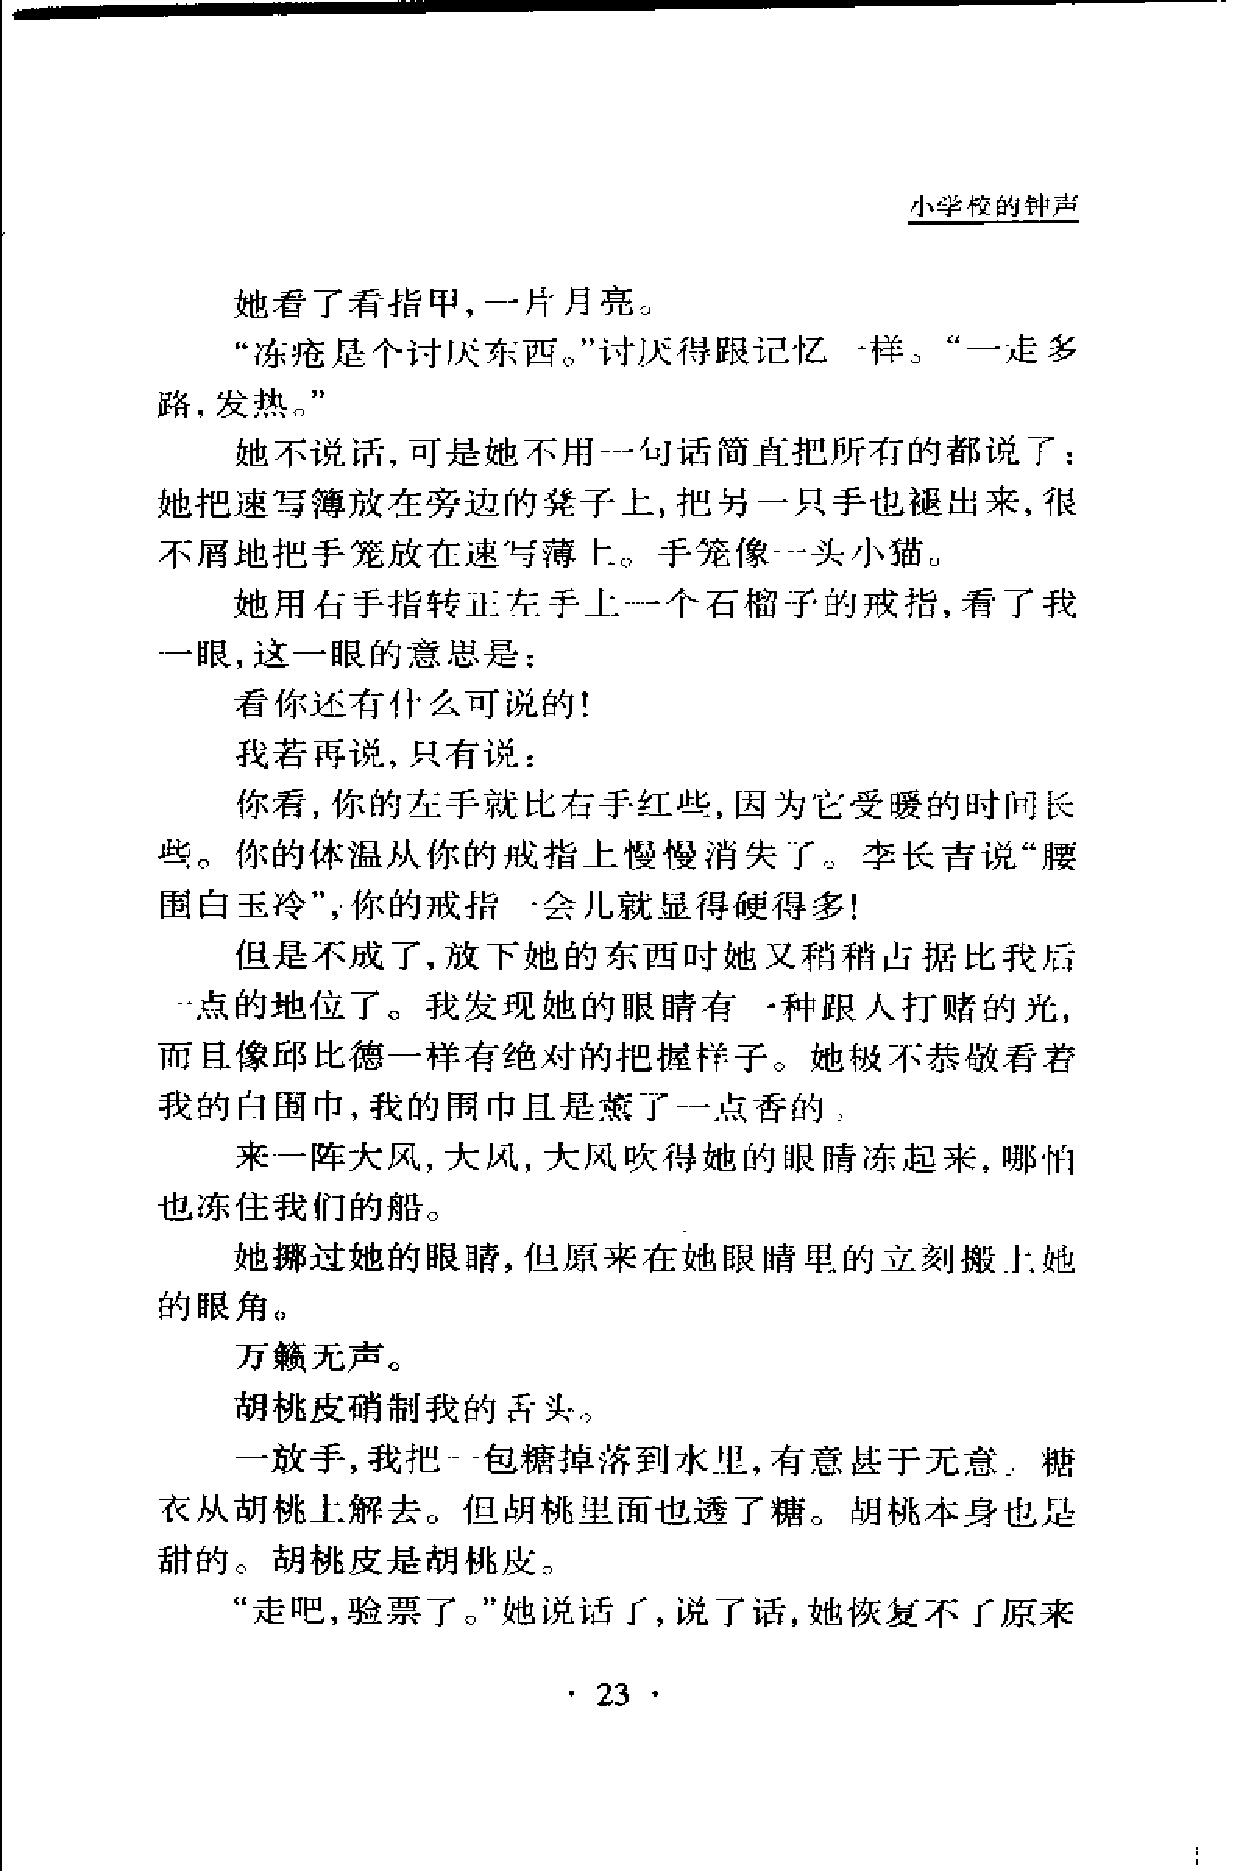 小学校的钟声
她看了看指甲,一片月亮。
“冻疮是个讨厌东西。”讨厌得跟记忆一样。“一走多
路,发热。”
她不说话,可是她不用一句话简直把所有的都说了:
她把速写簿放在旁边的凳子上,把另一只手也褪出来,很
不屑地把手笼放在速写薄上。手笼像一头小猫。
她用右手指转正左手上一个石榴子的戒指,看了我
一眼,这一眼的意思是:
看你还有什么可说的!
我若再说,只有说:
你看,你的左手就比右手红些,因为它受暖的时间长
些。你的体温从你的戒指上慢慢消失了。李长吉说“腰
围白玉冷”,你的戒指一会儿就显得硬得多!
但是不成了,放下她的东西时她又稍稍占据比我后
一点的地位了。我发现她的眼睛有一种跟人打赌的光,
而且像邱比德一样有绝对的把握样子。她极不恭敬看着
我的白围巾,我的围巾且是薰了一点香的。
来一阵大风,大风,大风吹得她的眼睛冻起来,哪怕
也冻住我们的船。
她挪过她的眼睛,但原来在她眼睛里的立刻搬上她
的眼角。
万籁无声。
胡桃皮硝制我的舌头。
一放手,我把一包糖掉落到水里,有意甚于无意。糖
衣从胡桃上解去。但胡桃里面也透了糖。胡桃本身也是
甜的。胡桃皮是胡桃皮。
“走吧,验票了。”她说话了,说了话,她恢复不了原来
· 23 ·